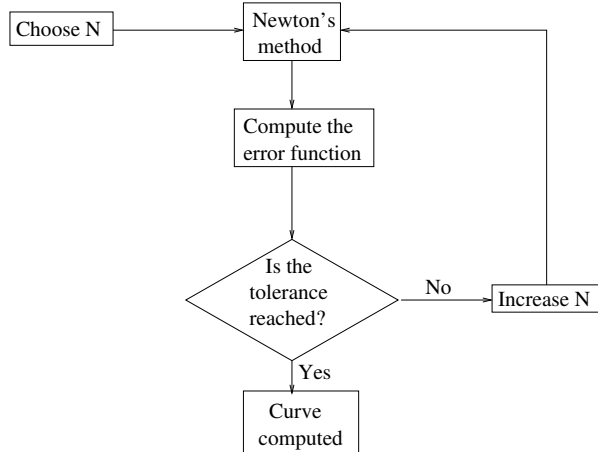 Choose N
Newton's
method
Compute the
error function
Is the
tolerance
reached?
No
Increase N
Yes
Curve
computed